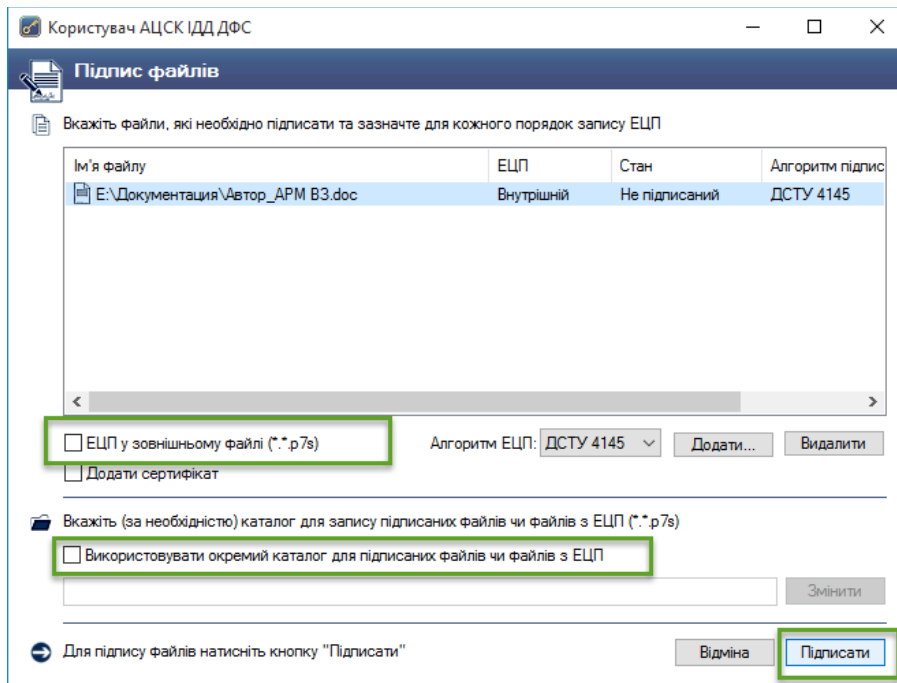 Користувач АЦСК ІДД ДФС
Підпис файлів
Вкажіть файли, які необхідно підписати та зазначте для кожного порядок запису ЕЦП
Ім'я файлу ЕЦП Стан Алгоритм підпис
E:\Документация\Автор_АРМ ВЗ.doc Внутрішній Не підписаний ДСТУ 4145
ЕЦП у зовнішньому файлі (*.*.p7s) Алгоритм ЕЦП: ДСТУ 4145 Додати... Видалити
Додати сертифікат
Вкажіть (за необхідністю) каталог для запису підписаних файлів чи файлів з ЕЦП (*.*.p7s)
Використовувати окремий каталог для підписаних файлів чи файлів з ЕЦП
Змінити
Для підпису файлів натисніть кнопку "Підписати" Відміна Підписати